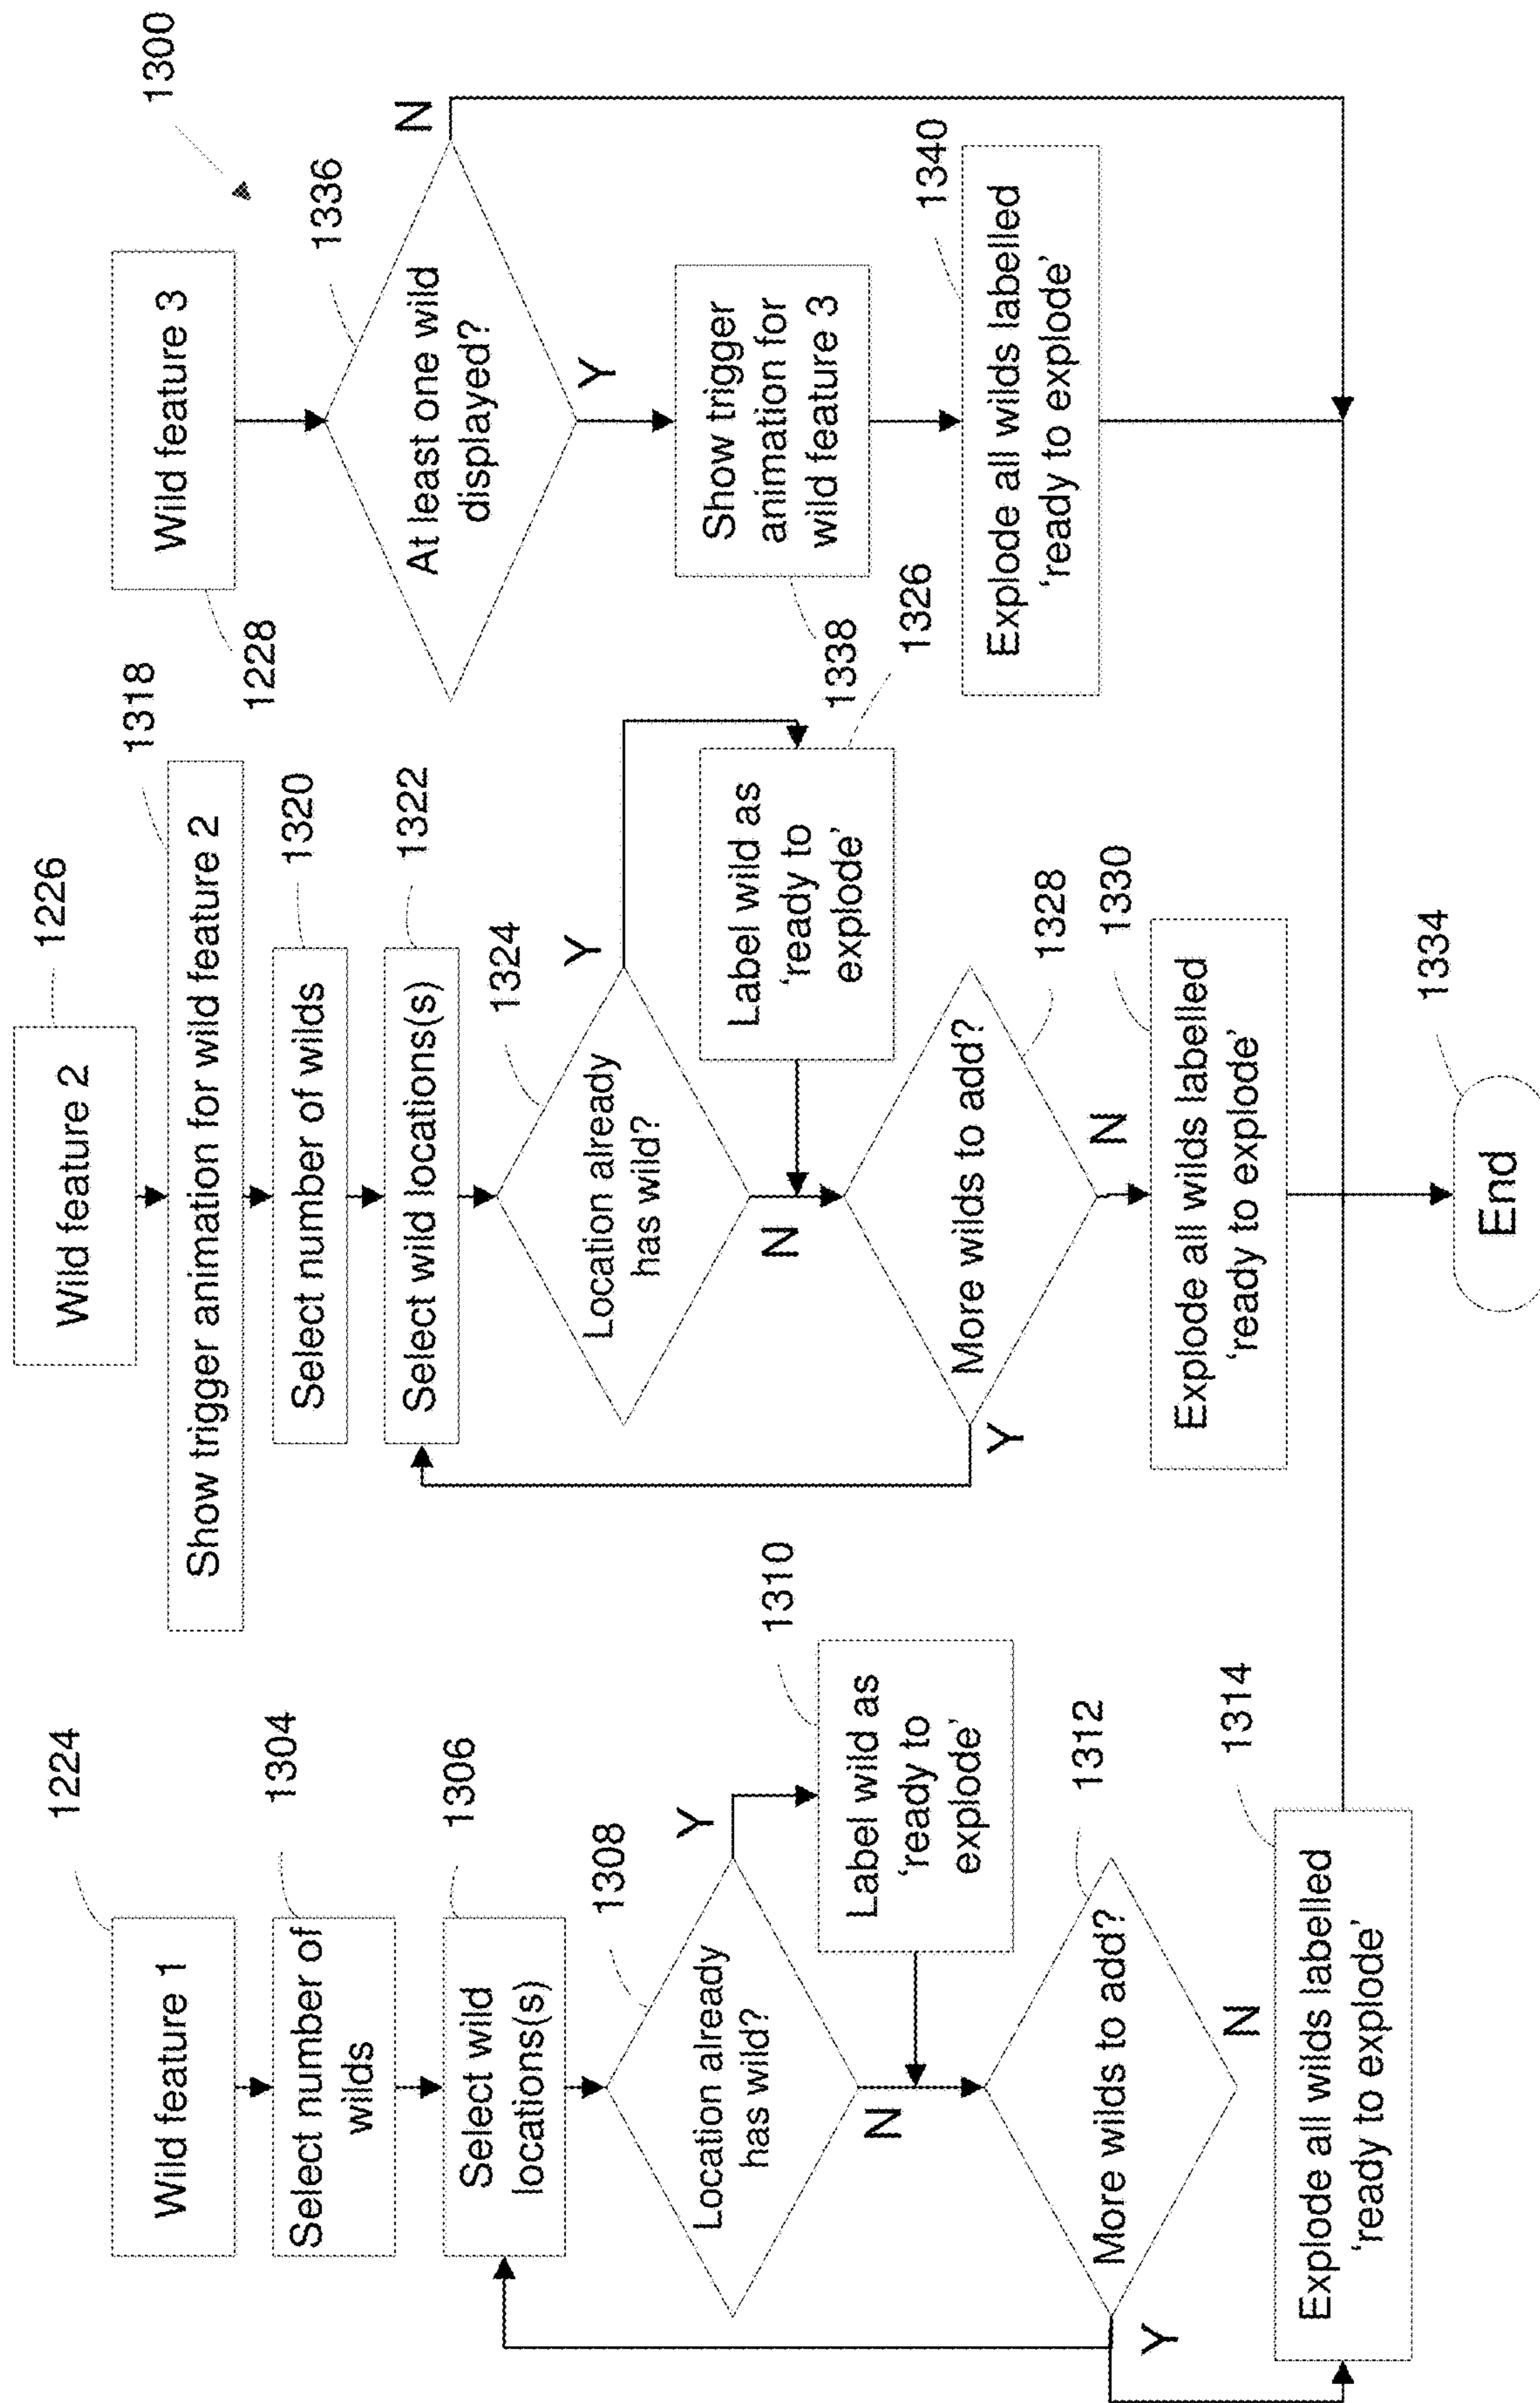 1300
Wild feature 1
1224
Select number of
wilds
1304
Select wild
locations(s)
1306
Location already
has wild?
1308
Y
N
Label wild as
'ready to
explode'
1310
More wilds to add?
1312
Y
N
Explode all wilds labelled
'ready to explode'
1314
Wild feature 2
1226
Show trigger animation for wild feature 2
1318
Select number of wilds
1320
Select wild locations(s)
1322
Location already
has wild?
1324
Y
N
Label wild as
'ready to
explode'
1326
More wilds to add?
1328
Y
N
Explode all wilds labelled
'ready to explode'
1330
End
1334
Wild feature 3
1228
At least one wild
displayed?
1336
N
Y
Show trigger
animation for
wild feature 3
1338
Explode all wilds labelled
'ready to explode'
1340